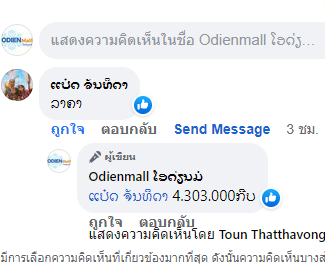 ODIENMall
แสดงความคิดเห็นในชื่อ Odienmall ໂອດ່ຽ...
ແປ໋ດ ຈັນທິດາ
ລາຄາ
ถูกใจ ตอบกลับ Send Message 3 ชม.
ผู้เขียน
Odienmall ໂອດ່ຽນມໍ
ແປ໋ດ ຈັນທິດາ 4.303.000ກີບ
ถูกใจ ตอบกลับ
แสดงความคิดเห็นโดย Toun Thatthavong
มีการเลือกความคิดเห็นที่เกี่ยวข้องมากที่สุด ดังนั้นความคิดเห็นบางส